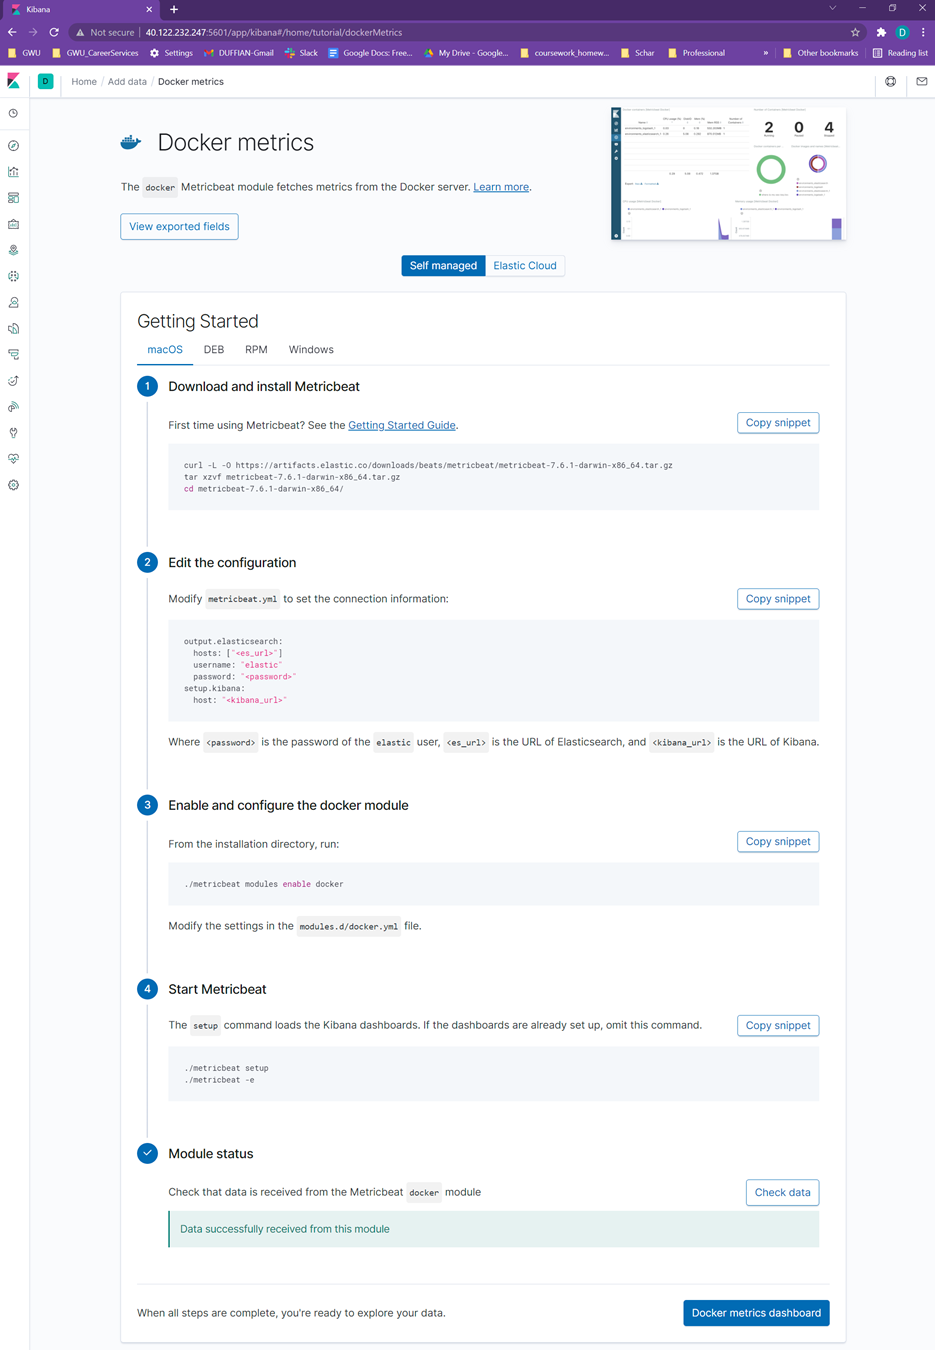 Kibana
Not secure | 40.122.232.247:5601/app/kibana#/home/tutorial/dockerMetrics
GWU GWU_CareerServices Settings DUFFIAN-Gmail Slack Google Docs: Free... My Drive - Google... coursework_homew... Schar Professional » Other bookmarks Reading list
D Home / Add data / Docker metrics
Docker metrics
The docker Metricbeat module fetches metrics from the Docker server. Learn more.
View exported fields
2 0 4
Self managed Elastic Cloud
Getting Started
macOS DEB RPM Windows
1 Download and install Metricbeat
First time using Metricbeat? See the Getting Started Guide.
Copy snippet
curl -L -O https://artifacts.elastic.co/downloads/beats/metricbeat/metricbeat-7.6.1-darwin-x86_64.tar.gz
tar xzvf metricbeat-7.6.1-darwin-x86_64.tar.gz
cd metricbeat-7.6.1-darwin-x86_64/
2 Edit the configuration
Modify metricbeat.yml to set the connection information:
Copy snippet
output.elasticsearch:
hosts: ["<es_url>"]
username: "elastic"
password: "<password>"
setup.kibana:
host: "<kibana_url>"
Where <password> is the password of the elastic user, <es_url> is the URL of Elasticsearch, and <kibana_url> is the URL of Kibana.
3 Enable and configure the docker module
From the installation directory, run:
Copy snippet
./metricbeat modules enable docker
Modify the settings in the modules.d/docker.yml file.
4 Start Metricbeat
The setup command loads the Kibana dashboards. If the dashboards are already set up, omit this command.
Copy snippet
./metricbeat setup
./metricbeat -e
Module status
Check that data is received from the Metricbeat docker module
Check data
Data successfully received from this module
When all steps are complete, you're ready to explore your data.
Docker metrics dashboard